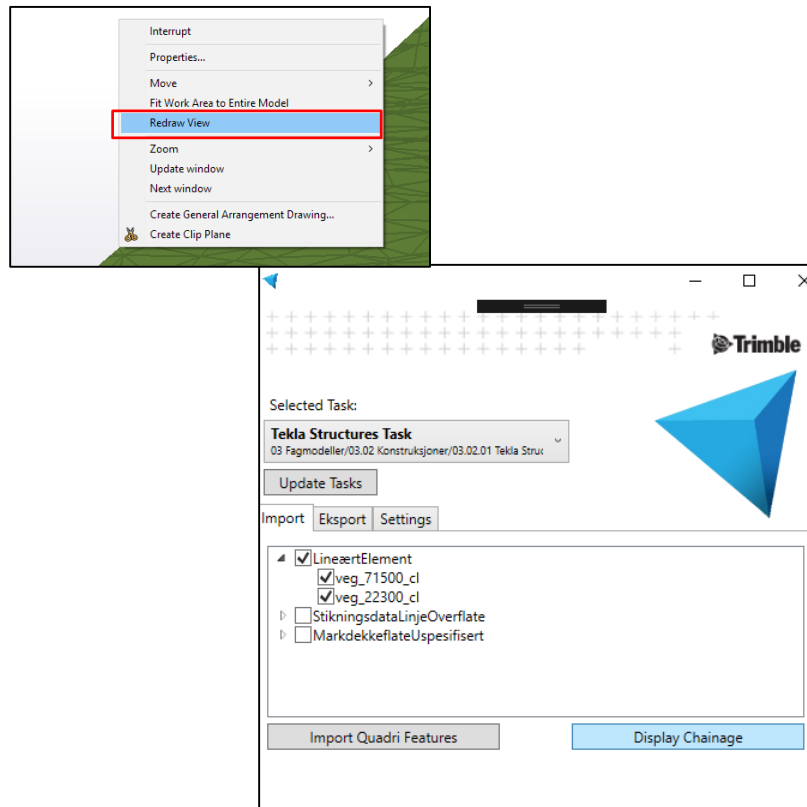 Interrupt
Properties...
Move
Fit Work Area to Entire Model
Redraw View
Zoom
Update window
Next window
Create General Arrangement Drawing...
Create Clip Plane
Trimble
Selected Task:
Tekla Structures Task
03 Fagmodeller/03.02 Konstruksjoner/03.02.01 Tekla Struc
Update Tasks
Import Eksport Settings
LineærtElement
veg_71500_cl
veg_22300_cl
StikningsdataLinjeOverflate
MarkdekkeflateUspesifisert
Import Quadri Features Display Chainage